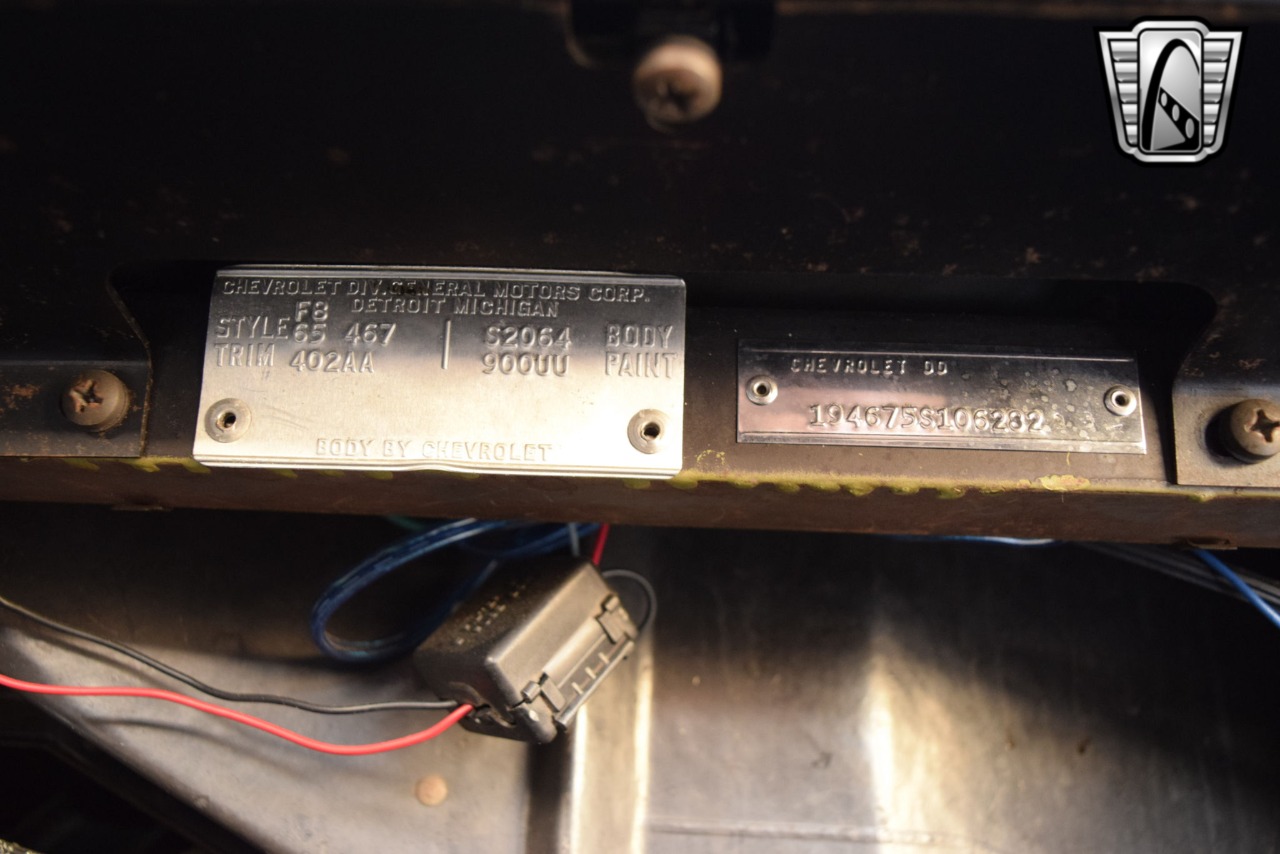 CHEVROLET DIV. GENERAL MOTORS CORP.
DETROIT MICHIGAN
F8
STYLE 65 467 | S2064 BODY
TRIM 402AA 900UU PAINT
BODY BY CHEVROLET
CHEVROLET DD
194675S106282